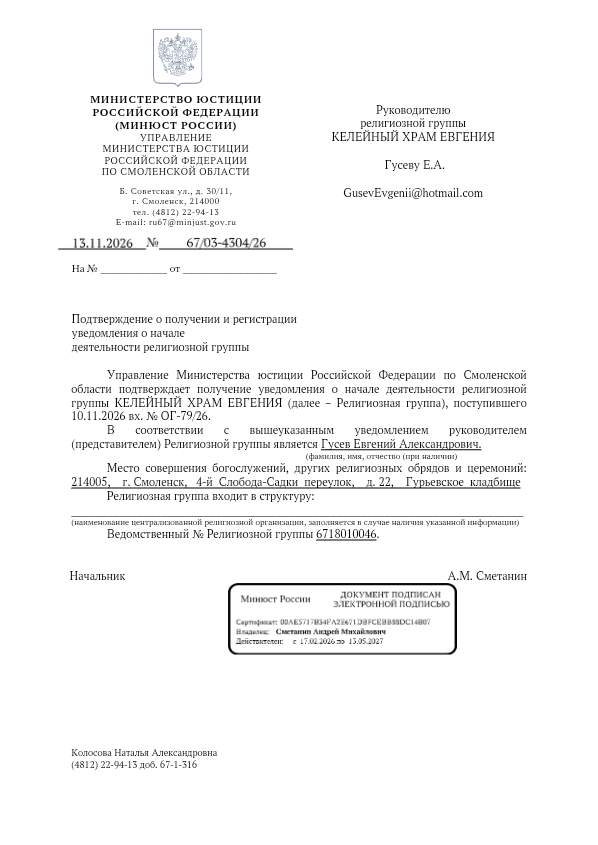 МИНИСТЕРСТВО ЮСТИЦИИ
РОССИЙСКОЙ ФЕДЕРАЦИИ
(МИНЮСТ РОССИИ)
УПРАВЛЕНИЕ
МИНИСТЕРСТВА ЮСТИЦИИ
РОССИЙСКОЙ ФЕДЕРАЦИИ
ПО СМОЛЕНСКОЙ ОБЛАСТИ
Б. Советская ул., д. 30/11,
г. Смоленск, 214000
тел. (4812) 22-94-13
E-mail: ru67@minjust.gov.ru
13.11.2026 № 67/03-4304/26
На № ____________ от _________________
Руководителю
религиозной группы
КЕЛЕЙНЫЙ ХРАМ ЕВГЕНИЯ
Гусеву Е.А.
GusevEvgenii@hotmail.com
Подтверждение о получении и регистрации
уведомления о начале
деятельности религиозной группы
Управление Министерства юстиции Российской Федерации по Смоленской
области подтверждает получение уведомления о начале деятельности религиозной
группы КЕЛЕЙНЫЙ ХРАМ ЕВГЕНИЯ (далее – Религиозная группа), поступившего
10.11.2026 вх. № ОГ-79/26.
В соответствии с вышеуказанным уведомлением руководителем
(представителем) Религиозной группы является Гусев Евгений Александрович.
(фамилия, имя, отчество (при наличии)
Место совершения богослужений, других религиозных обрядов и церемоний:
214005, г. Смоленск, 4-й Слобода-Садки переулок, д. 22, Гурьевское кладбище
Религиозная группа входит в структуру:
(наименование централизованной религиозной организации, заполняется в случае наличия указанной информации)
Ведомственный № Религиозной группы 6718010046.
Начальник А.М. Сметанин
Минюст России
ДОКУМЕНТ ПОДПИСАН
ЭЛЕКТРОННОЙ ПОДПИСЬЮ
Сертификат:
Владелец: Сметанин Андрей Михайлович
Действителен: с 17.02.2026 по 13.05.2027
Колосова Наталья Александровна
(4812) 22-94-13 доб. 67-1-316